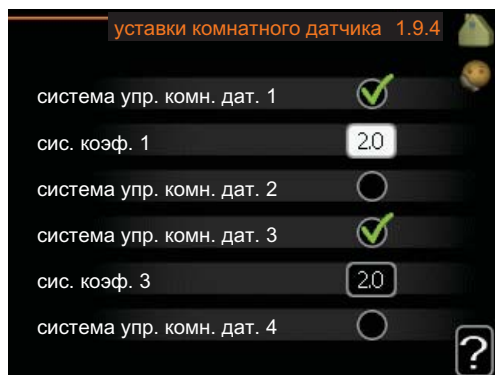 уставки комнатного датчика 1.9.4
система упр. комн. дат. 1
сис. коэф. 1 2.0
система упр. комн. дат. 2
система упр. комн. дат. 3
сис. коэф. 3 2.0
система упр. комн. дат. 4
?